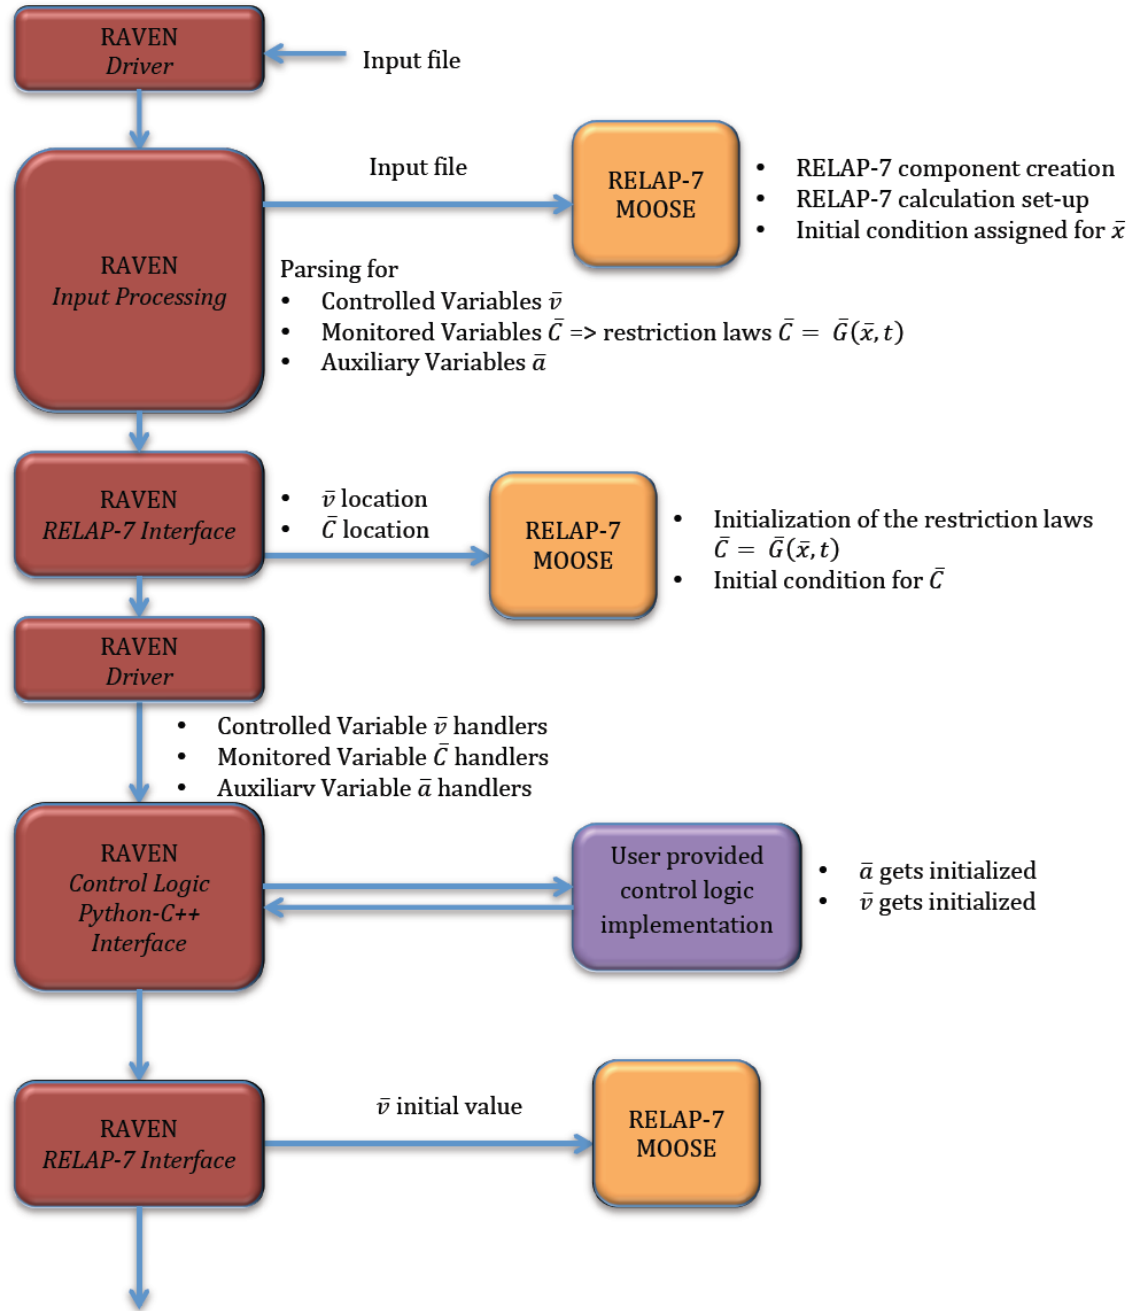 RAVEN
Driver
Input file
Input file
RAVEN
Input Processing
RELAP-7
MOOSE
• RELAP-7 component creation
• RELAP-7 calculation set-up
• Initial condition assigned for x̄
Parsing for
• Controlled Variables v̄
• Monitored Variables C̄ => restriction laws C̄ = Ḡ(x̄, t)
• Auxiliary Variables ā
RAVEN
RELAP-7 Interface
• v̄ location
• C̄ location
RELAP-7
MOOSE
• Initialization of the restriction laws
C̄ = Ḡ(x̄, t)
• Initial condition for C̄
RAVEN
Driver
• Controlled Variable v̄ handlers
• Monitored Variable C̄ handlers
• Auxiliary Variable ā handlers
RAVEN
Control Logic
Python-C++
Interface
User provided
control logic
implementation
• ā gets initialized
• v̄ gets initialized
RAVEN
RELAP-7 Interface
v̄ initial value
RELAP-7
MOOSE